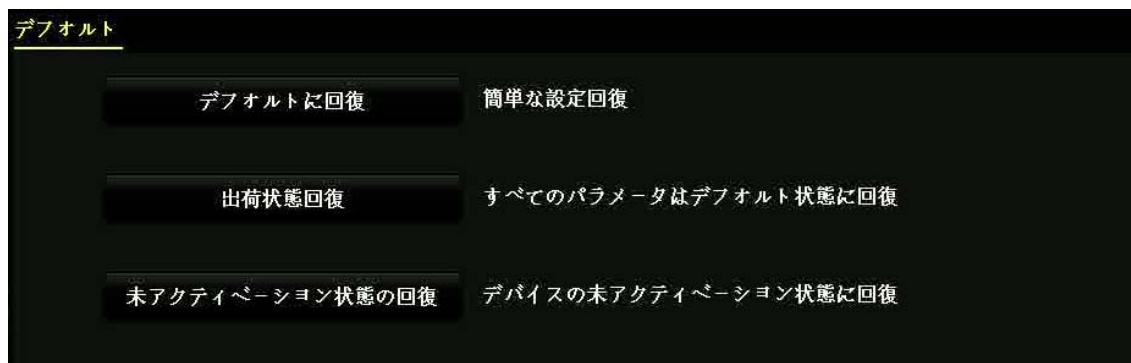 デフォルト
デフォルトに回復 簡単な設定回復
出荷状態回復 すべてのパラメータはデフォルト状態に回復
未アクティベーション状態の回復 デバイスの未アクティベーション状態に回復